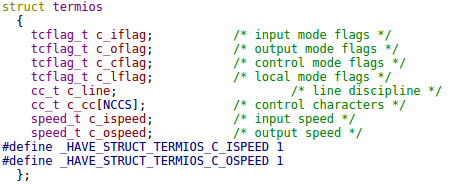 struct termios
  {
    tcflag_t c_iflag;           /* input mode flags */
    tcflag_t c_oflag;           /* output mode flags */
    tcflag_t c_cflag;           /* control mode flags */
    tcflag_t c_lflag;           /* local mode flags */
    cc_t c_line;                        /* line discipline */
    cc_t c_cc[NCCS];            /* control characters */
    speed_t c_ispeed;           /* input speed */
    speed_t c_ospeed;           /* output speed */
#define _HAVE_STRUCT_TERMIOS_C_ISPEED 1
#define _HAVE_STRUCT_TERMIOS_C_OSPEED 1
  };